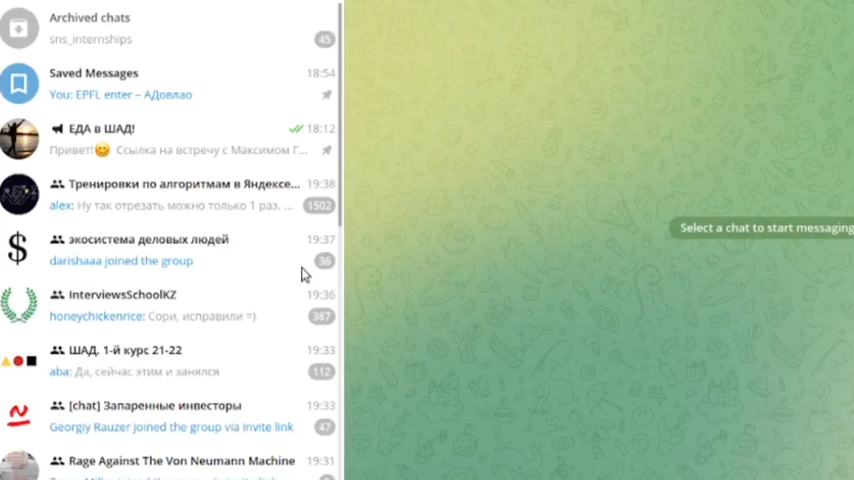 Archived chats
sns_internships 45
Saved Messages 18:54
You: EPFL enter – АДовлао
ЕДА в ШАД! 18:12
Привет!😊 Ссылка на встречу с Максимом Г...
Тренировки по алгоритмам в Яндексе... 19:38
alex: Ну так отрезать можно только 1 раз, ... 1502
$ экосистема деловых людей 19:37
darishaaa joined the group 36
InterviewsSchoolKZ 19:36
honeychickenrice: Сори, исправили =) 387
ШАД. 1-й курс 21-22 19:33
aba: Да, сейчас этим и занялся 112
[chat] Запаренные инвесторы 19:33
Georgiy Rauzer joined the group via invite link 47
Rage Against The Von Neumann Machine 19:31
Select a chat to start messaging